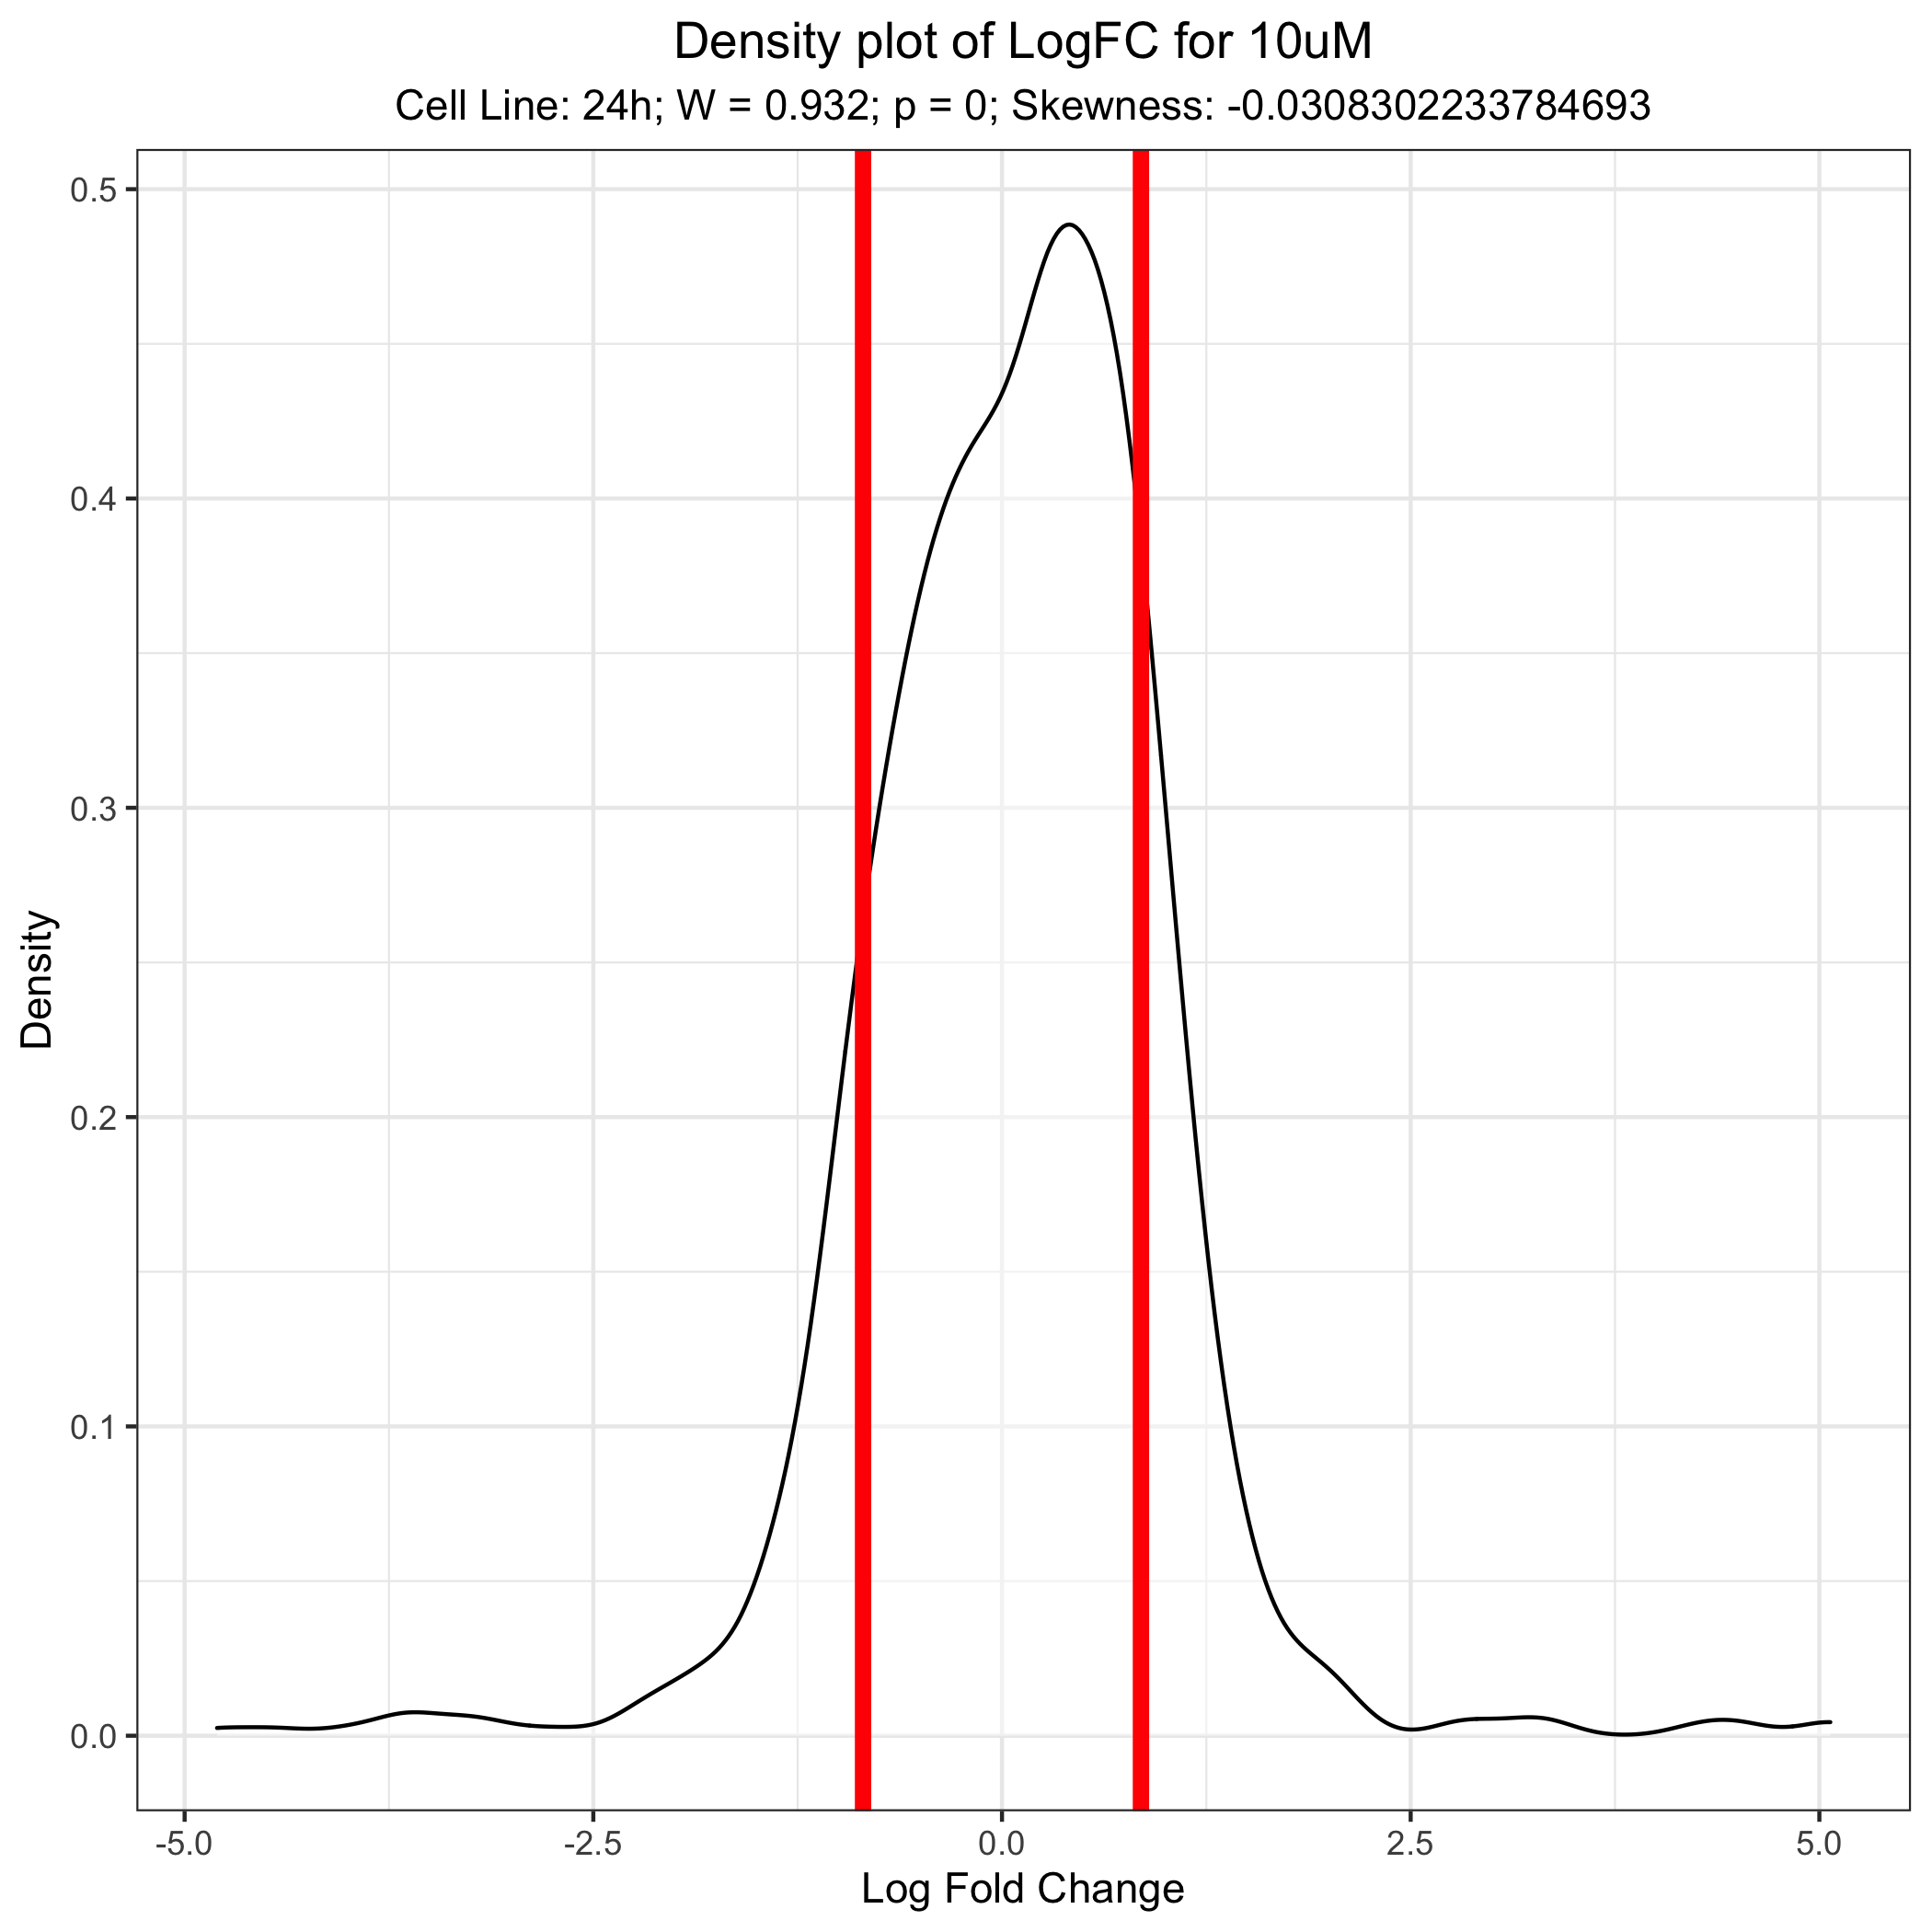 Density plot of LogFC for 10uM
Cell Line: 24h; W = 0.932; p = 0; Skewness: -0.0308302233784693
0.5
0.4
0.3
0.2
0.1
0.0
Density
-5.0
-2.5
0.0
2.5
5.0
Log Fold Change